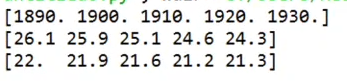 [1890. 1900. 1910. 1920. 1930.]
[26.1 25.9 25.1 24.6 24.3]
[22. 21.9 21.6 21.2 21.3]